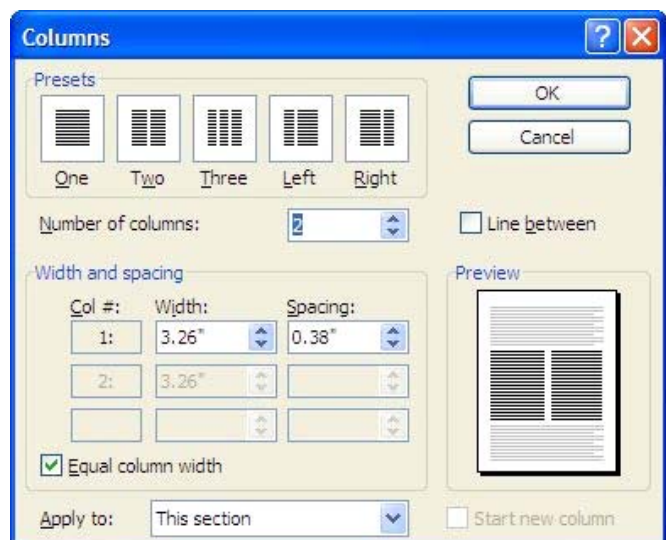 Columns
Presets
OK
Cancel
One Two Three Left Right
Number of columns: 2
Line between
Width and spacing
Preview
Col #: Width: Spacing:
1: 3.26" 0.38"
2: 3.26"
Equal column width
Apply to: This section
Start new column